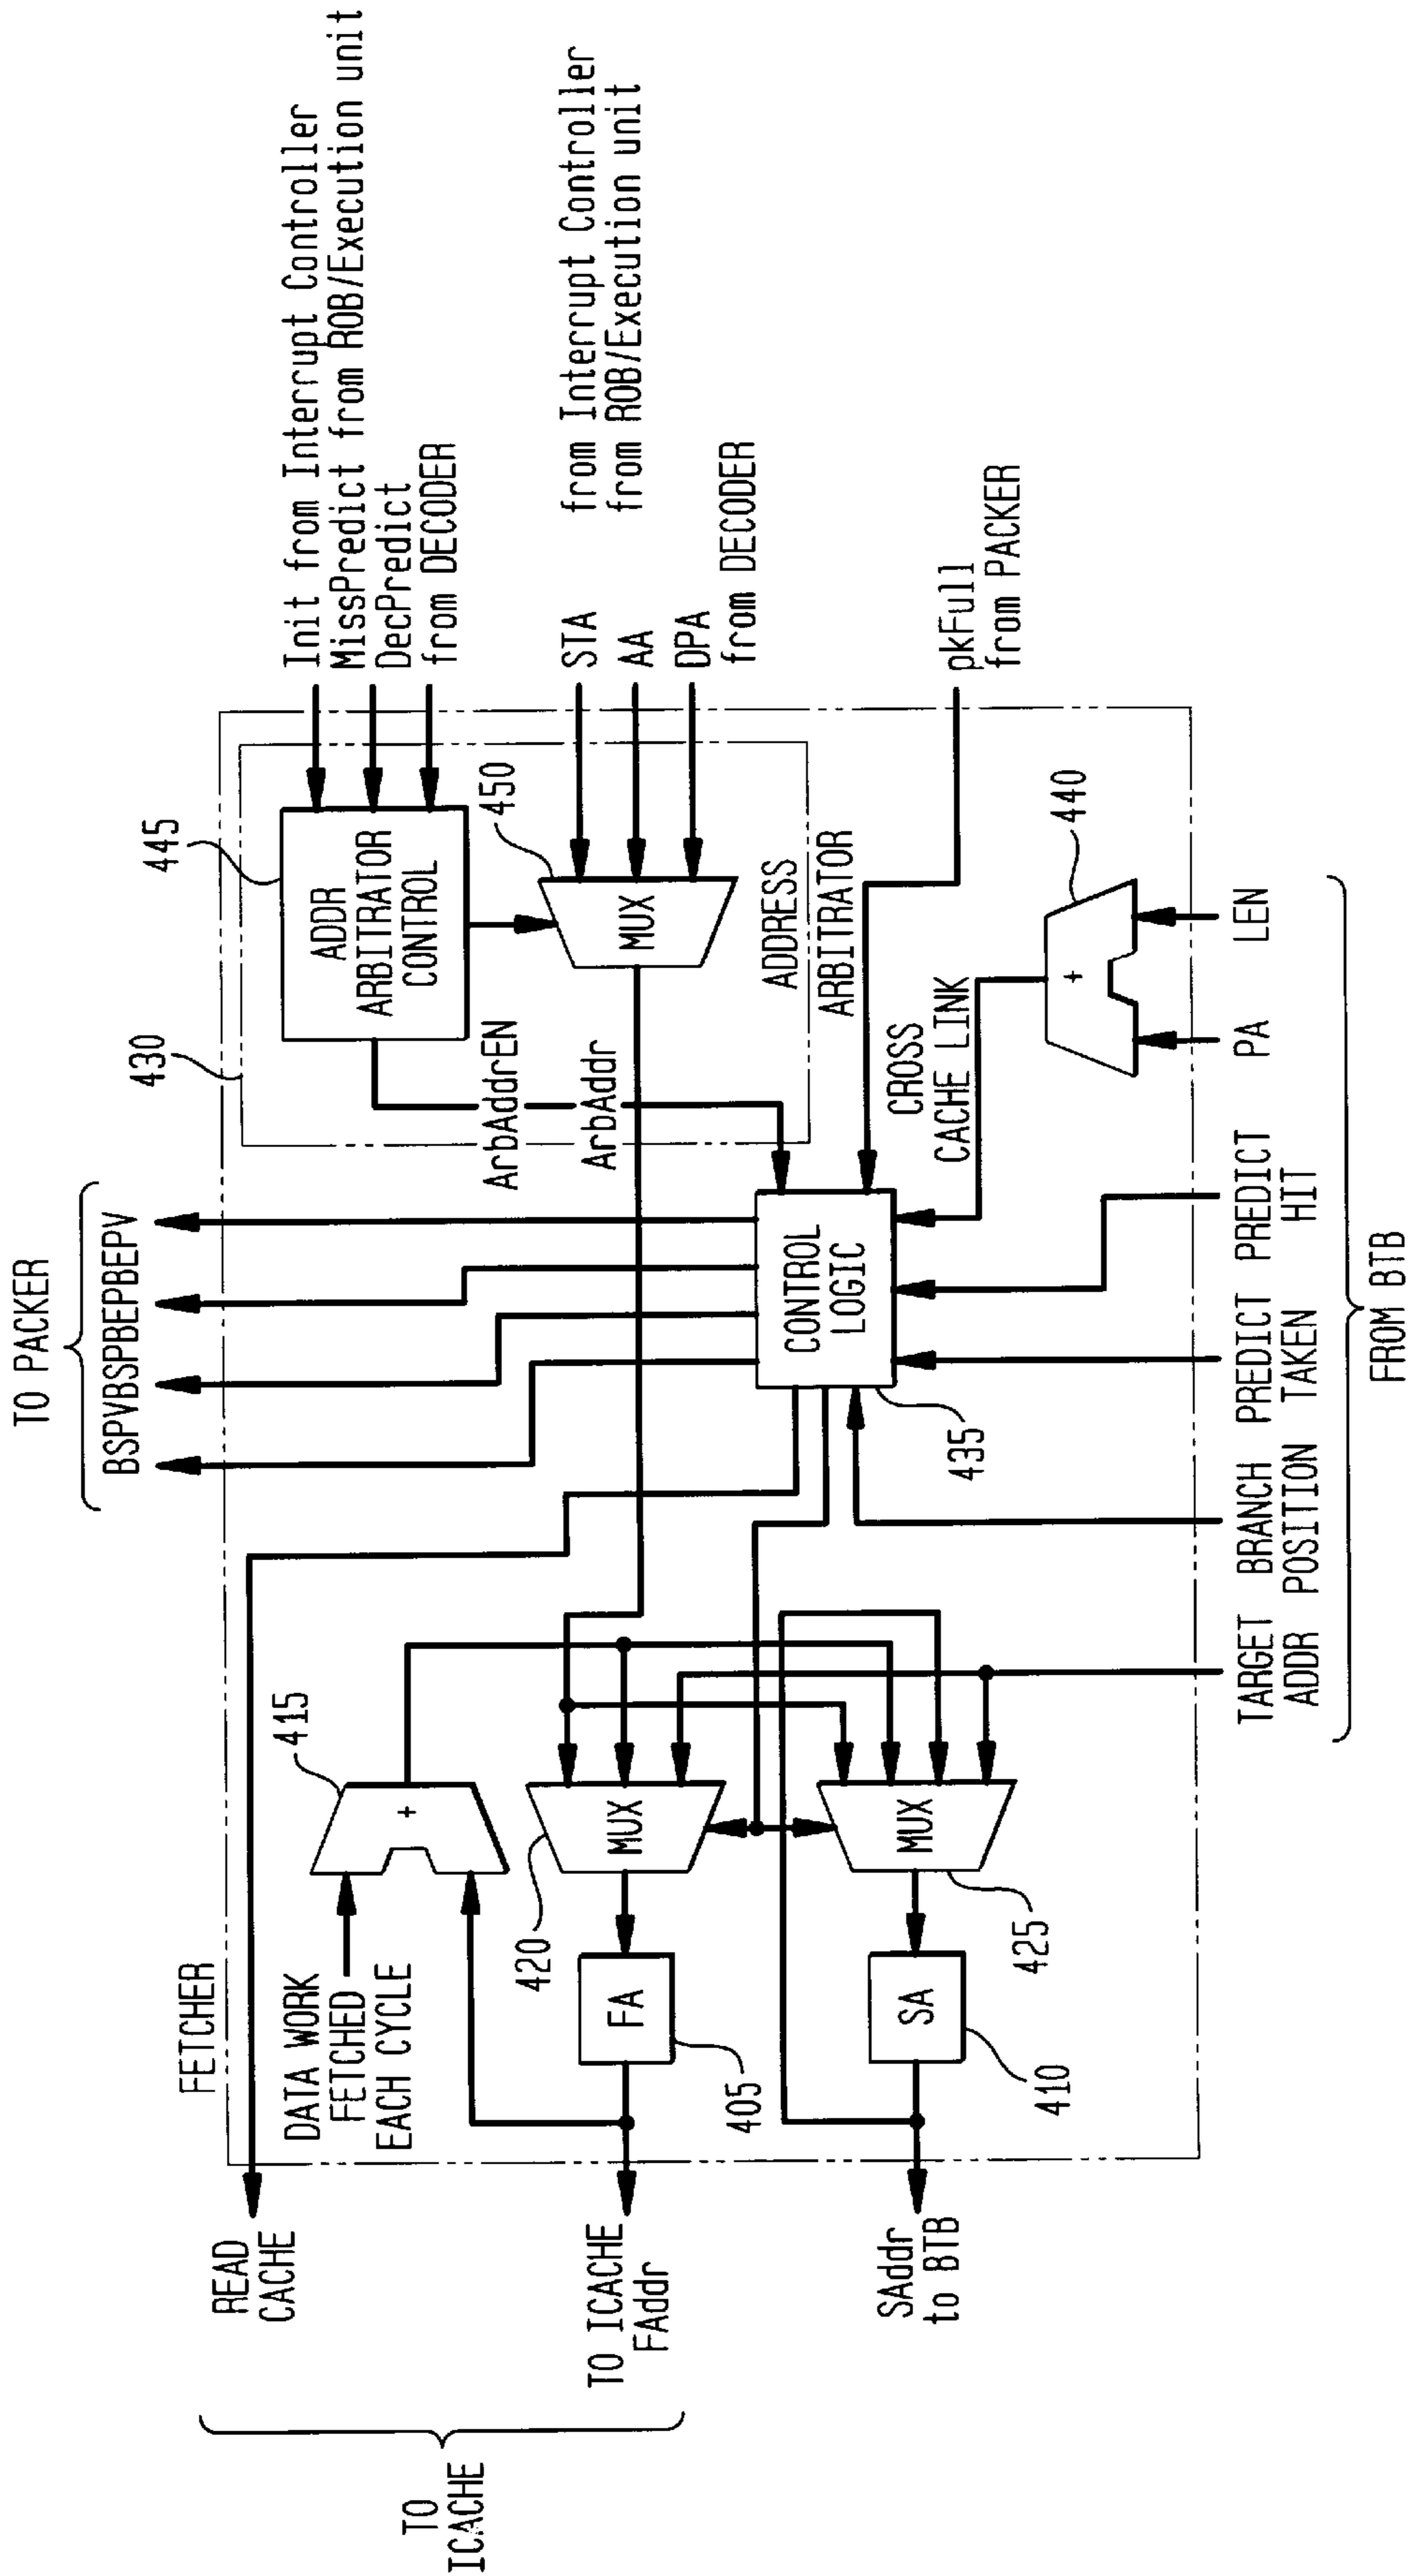 TO PACKER
BSPVBSPBEPBEPV
430
445
ADDR
ARBITRATOR
CONTROL
Init from Interrupt Controller
MissPredict from ROB/Execution unit
DecPredict
from DECODER
ArbAddrEN
ArbAddr
450
MUX
STA
AA
DPA
from DECODER
from Interrupt Controller
from ROB/Execution unit
ADDRESS
ARBITRATOR
pkFull
from PACKER
CROSS
CACHE LINK
440
+
CONTROL
LOGIC
435
FETCHER
READ
CACHE
DATA WORK
FETCHED
EACH CYCLE
415
+
420
MUX
FA
405
TO ICACHE
FAddr
TO
ICACHE
MUX
425
SA
410
SAddr
to BTB
TARGET
ADDR
BRANCH
POSITION
PREDICT
TAKEN
PREDICT
HIT
PA
LEN
FROM BTB